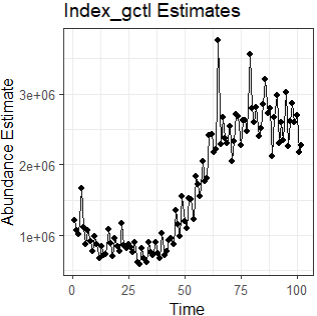 Index_gctl Estimates
Abundance Estimate
3e+06
2e+06
1e+06
0 25 50 75 100
Time